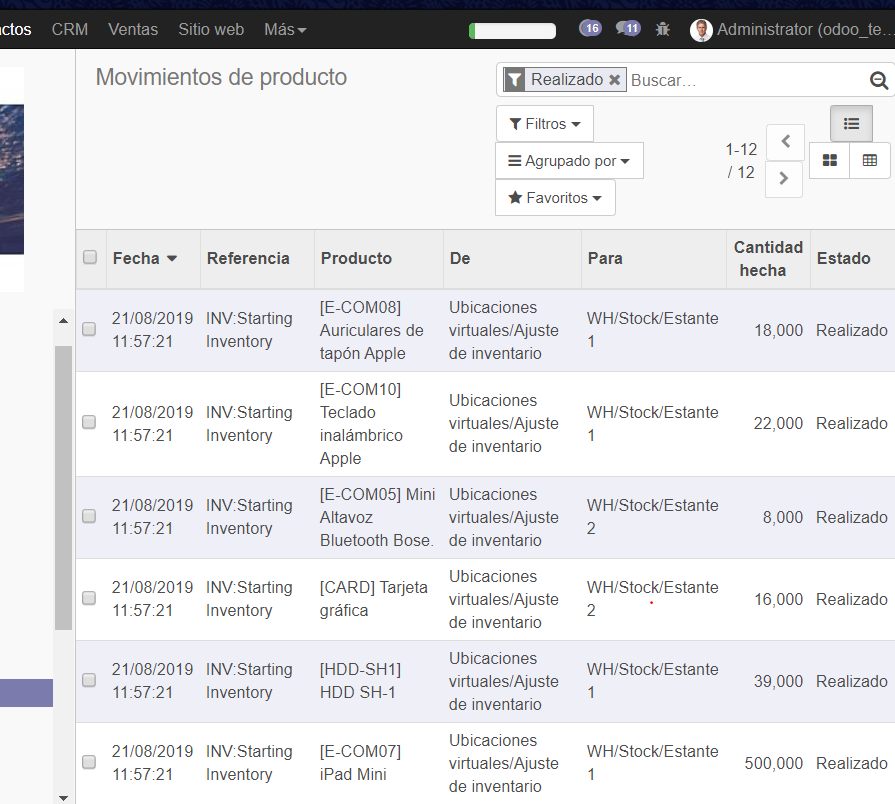 ctos CRM Ventas Sitio web Más 16 11 Administrator (odoo_te...
Movimientos de producto
Realizado Buscar...
Filtros
Agrupado por
Favoritos
1-12
/ 12
Fecha Referencia Producto De Para Cantidad hecha Estado
21/08/2019 INV:Starting [E-COM08] Ubicaciones WH/Stock/Estante 18,000 Realizado
11:57:21 Inventory Auriculares de virtuales/Ajuste 1
tapón Apple de inventario
21/08/2019 INV:Starting [E-COM10] Ubicaciones WH/Stock/Estante 22,000 Realizado
11:57:21 Inventory Teclado virtuales/Ajuste 1
inalámbrico de inventario
Apple
21/08/2019 INV:Starting [E-COM05] Mini Ubicaciones WH/Stock/Estante 8,000 Realizado
11:57:21 Inventory Altavoz virtuales/Ajuste 2
Bluetooth Bose. de inventario
21/08/2019 INV:Starting [CARD] Tarjeta Ubicaciones WH/Stock/Estante 16,000 Realizado
11:57:21 Inventory gráfica virtuales/Ajuste 2
de inventario
21/08/2019 INV:Starting [HDD-SH1] Ubicaciones WH/Stock/Estante 39,000 Realizado
11:57:21 Inventory HDD SH-1 virtuales/Ajuste 1
de inventario
21/08/2019 INV:Starting [E-COM07] Ubicaciones WH/Stock/Estante 500,000 Realizado
11:57:21 Inventory iPad Mini virtuales/Ajuste 1
de inventario